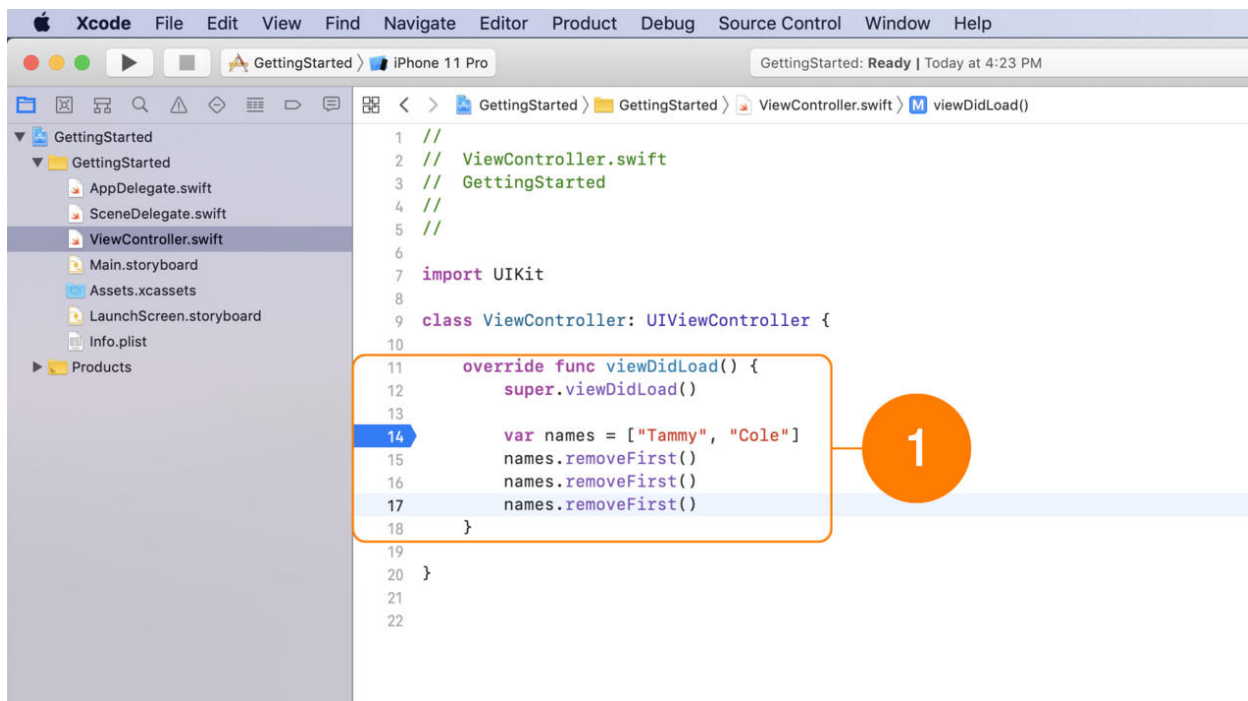 Xcode File Edit View Find Navigate Editor Product Debug Source Control Window Help
GettingStarted iPhone 11 Pro GettingStarted: Ready | Today at 4:23 PM
GettingStarted GettingStarted ViewController.swift M viewDidLoad()
GettingStarted
GettingStarted
AppDelegate.swift
SceneDelegate.swift
ViewController.swift
Main.storyboard
Assets.xcassets
LaunchScreen.storyboard
Info.plist
Products
1 //
2 // ViewController.swift
3 // GettingStarted
4 //
5 //
6
7 import UIKit
8
9 class ViewController: UIViewController {
10
11 override func viewDidLoad() {
12 super.viewDidLoad()
13
14 var names = ["Tammy", "Cole"]
15 names.removeFirst()
16 names.removeFirst()
17 names.removeFirst()
18 }
19
20 }
21
22
1